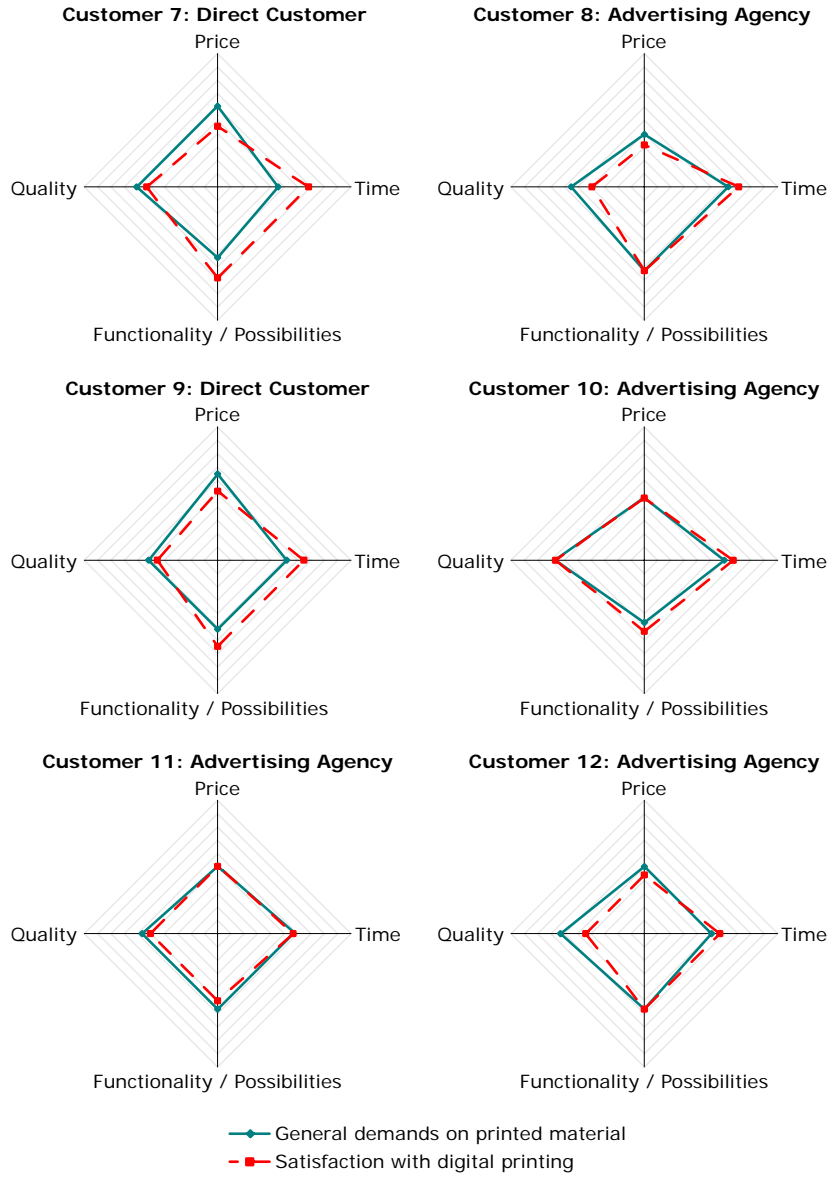 Customer 7: Direct Customer
Price
Quality
Time
Functionality / Possibilities
Customer 8: Advertising Agency
Price
Quality
Time
Functionality / Possibilities
Customer 9: Direct Customer
Price
Quality
Time
Functionality / Possibilities
Customer 10: Advertising Agency
Price
Quality
Time
Functionality / Possibilities
Customer 11: Advertising Agency
Price
Quality
Time
Functionality / Possibilities
Customer 12: Advertising Agency
Price
Quality
Time
Functionality / Possibilities
General demands on printed material
Satisfaction with digital printing